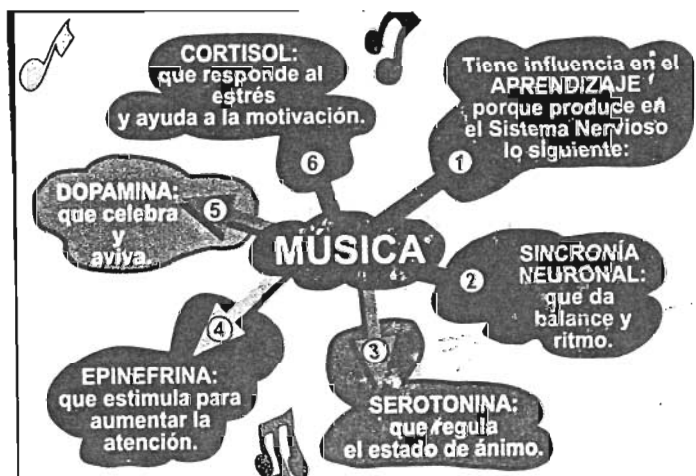 MÚSICA
1
Tiene influencia en el
APRENDIZAJE
porque produce en
el Sistema Nervioso
lo siguiente:
2
SINCRONÍA
NEURONAL:
que da
balance y
ritmo.
3
SEROTONINA:
que regula
el estado de ánimo.
4
EPINEFRINA:
que estimula para
aumentar la
atención.
5
DOPAMINA:
que celebra
y
aviva.
6
CORTISOL:
que responde al
estrés
y ayuda a la motivación.